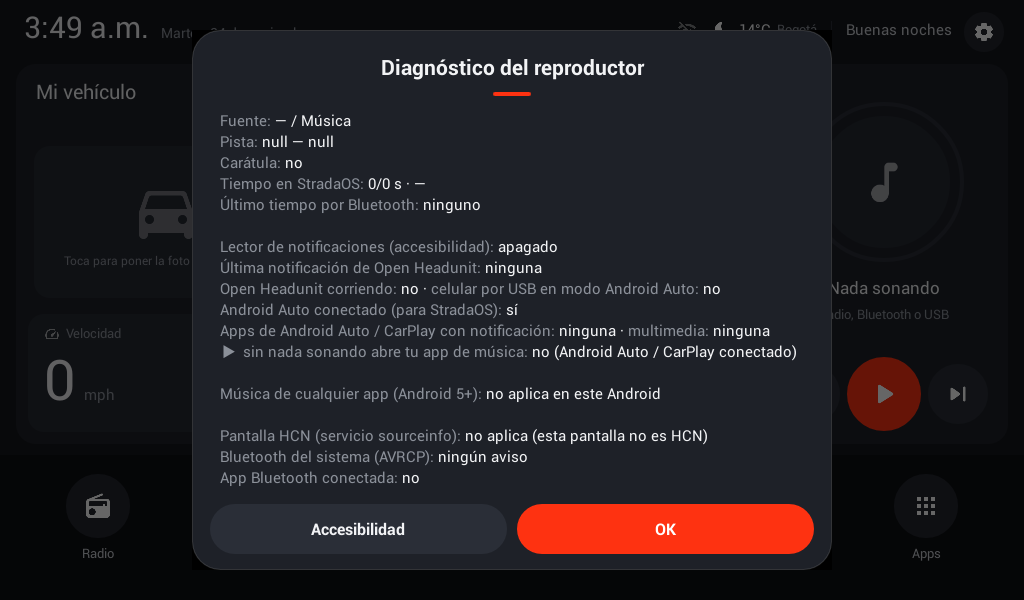 3:49 a.m.
14°C Bogotá
Buenas noches
Mi vehículo
Toca para poner la foto
Velocidad
0 mph
Diagnóstico del reproductor
Fuente: — / Música
Pista: null — null
Carátula: no
Tiempo en StradaOS: 0/0 s · —
Último tiempo por Bluetooth: ninguno
Lector de notificaciones (accesibilidad): apagado
Última notificación de Open Headunit: ninguna
Open Headunit corriendo: no · celular por USB en modo Android Auto: no
Android Auto conectado (para StradaOS): sí
Apps de Android Auto / CarPlay con notificación: ninguna · multimedia: ninguna
▶ sin nada sonando abre tu app de música: no (Android Auto / CarPlay conectado)
Música de cualquier app (Android 5+): no aplica en este Android
Pantalla HCN (servicio sourceinfo): no aplica (esta pantalla no es HCN)
Bluetooth del sistema (AVRCP): ningún aviso
App Bluetooth conectada: no
Accesibilidad
OK
Nada sonando
Bluetooth o USB
Radio
Apps